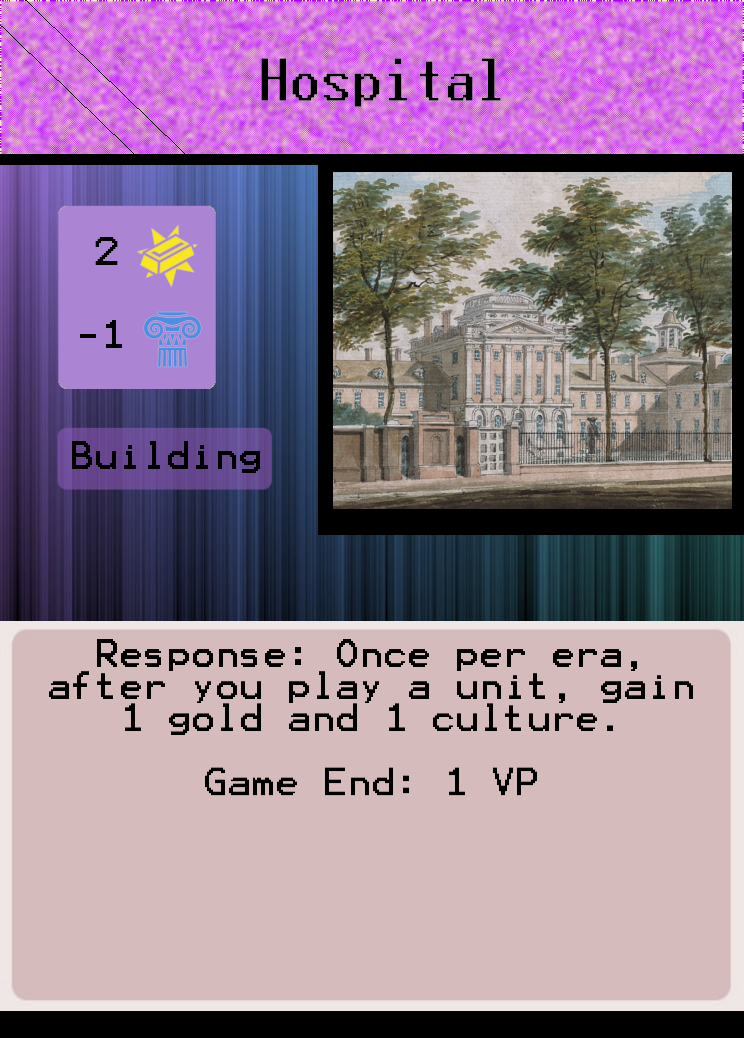 Hospital
2
-1
Building
Response: Once per era,
after you play a unit, gain
1 gold and 1 culture.
Game End: 1 VP